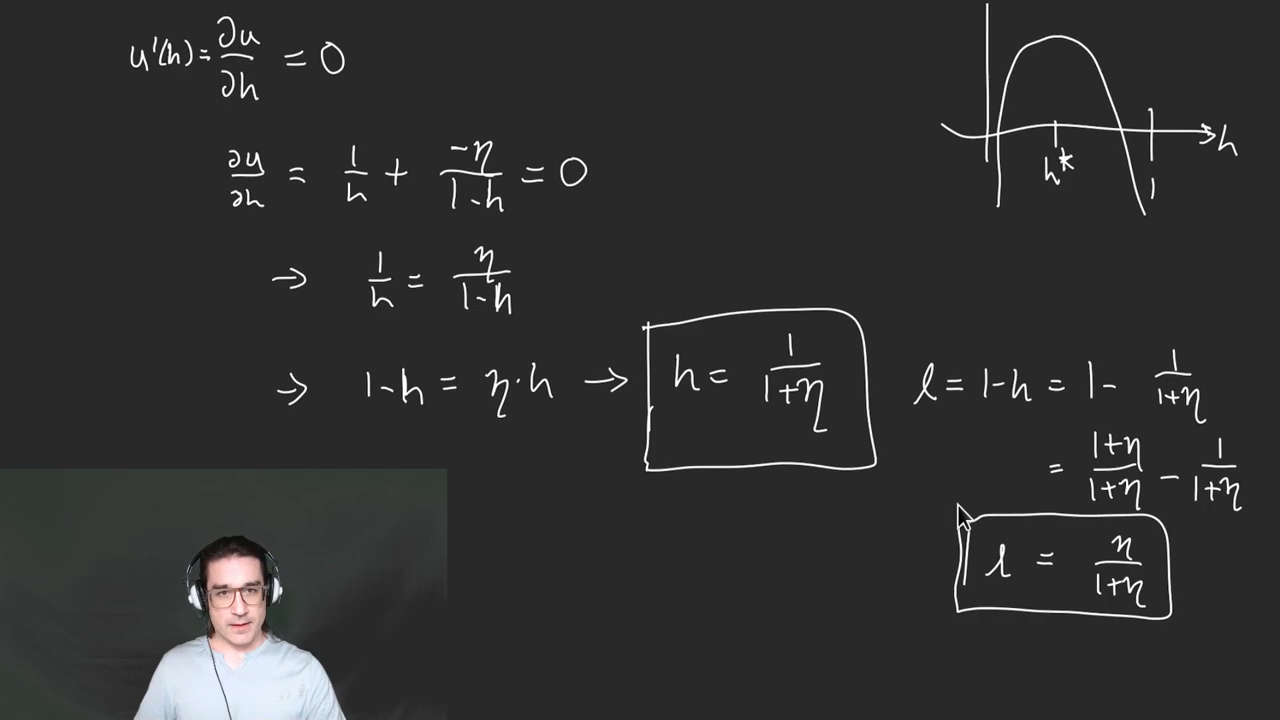 u'(h) = ∂u/∂h = 0
∂u/∂h = 1/h + -η/1-h = 0
→ 1/h = η/1-h
→ 1-h = η·h → h = 1/1+η
h
h*
1
l = 1-h = 1 - 1/1+η
= 1+η/1+η - 1/1+η
l = η/1+η